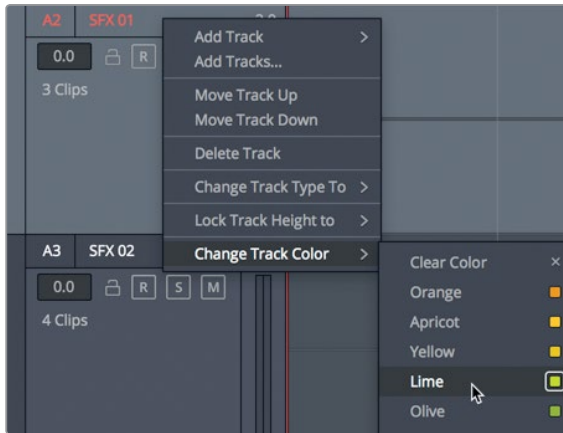 A2 SFX 01 2.0
0.0 R
3 Clips
Add Track >
Add Tracks...
Move Track Up
Move Track Down
Delete Track
Change Track Type To >
Lock Track Height to >
Change Track Color >
A3 SFX 02
0.0 R S M
4 Clips
Clear Color ×
Orange
Apricot
Yellow
Lime
Olive